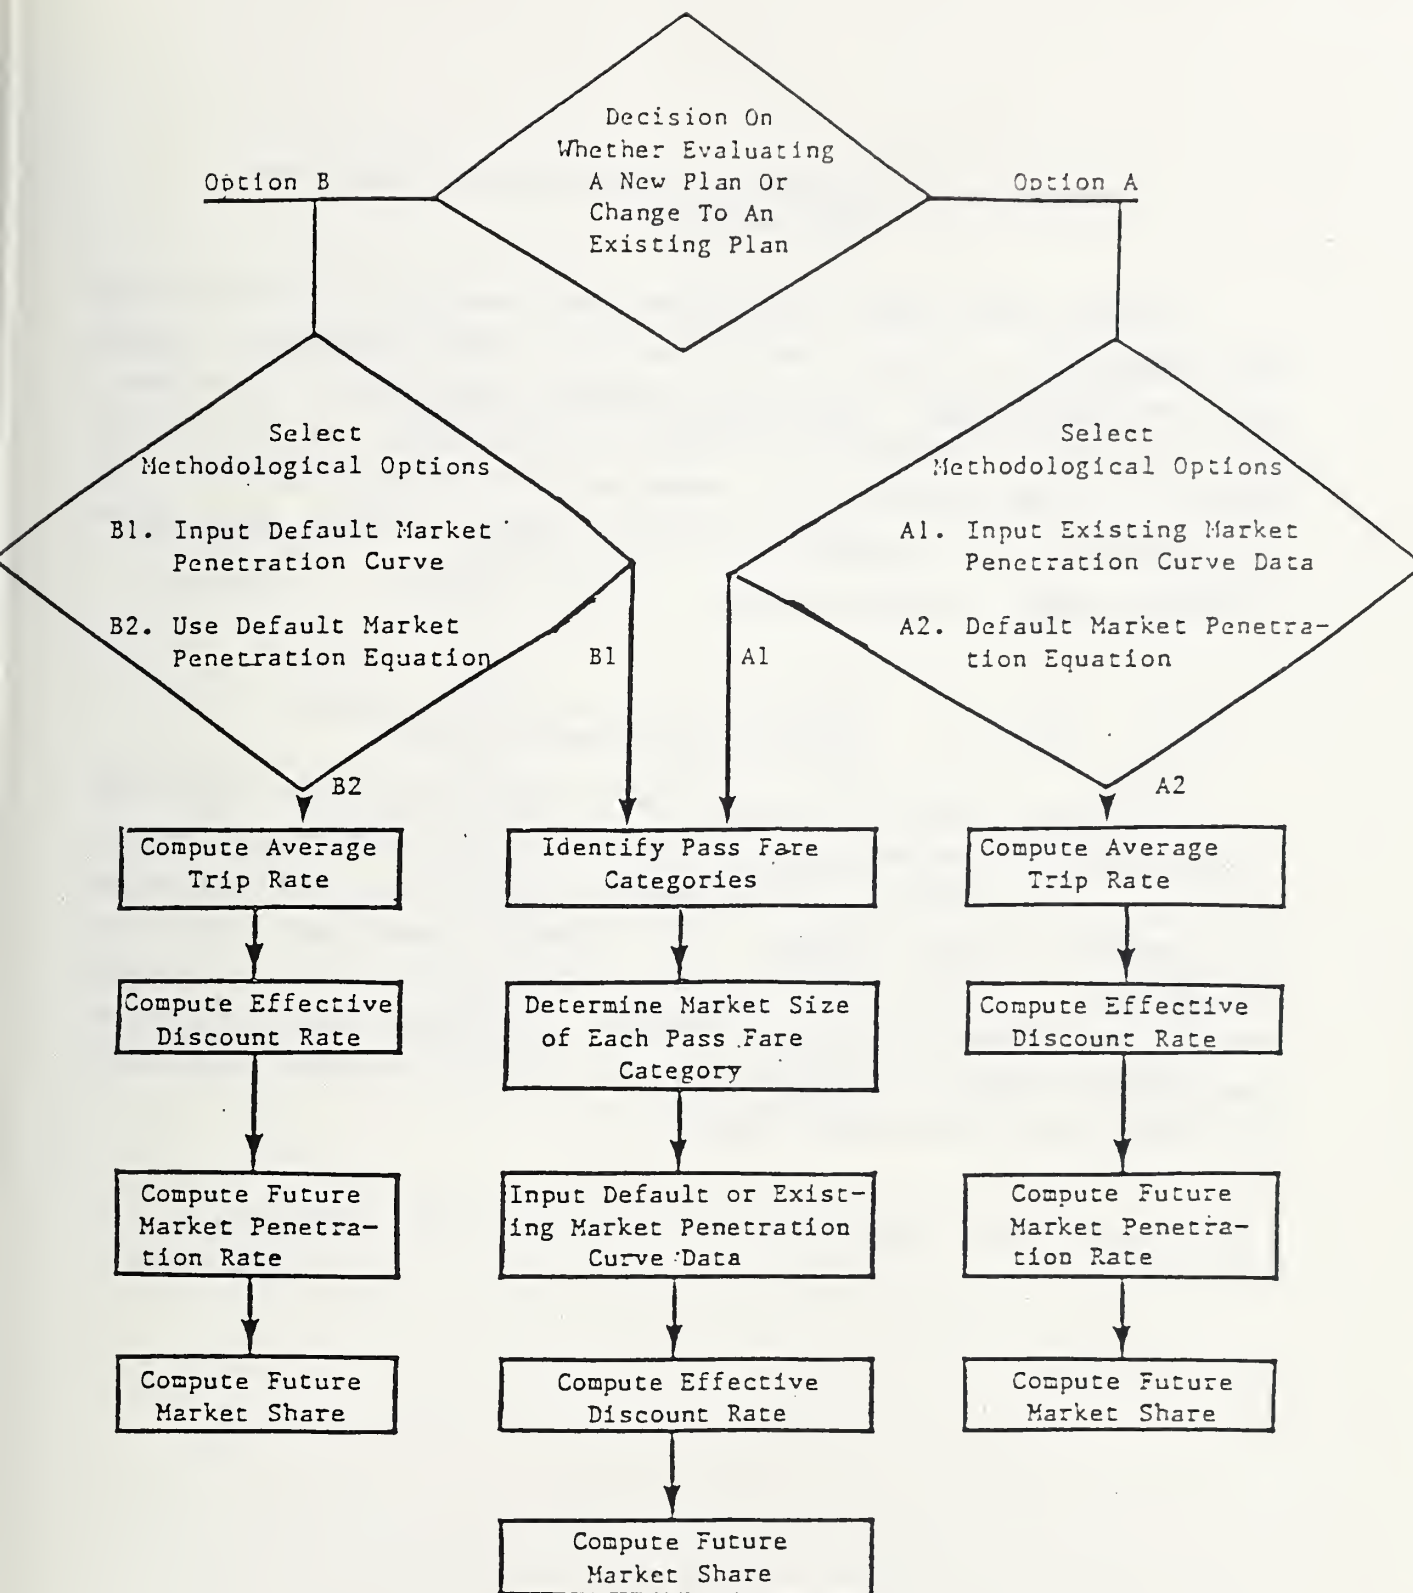 Decision On
Whether Evaluating
A New Plan Or
Change To An
Existing Plan
Option B
Option A
Select
Methodological Options
B1. Input Default Market
Penetration Curve
B2. Use Default Market
Penetration Equation
Select
Methodological Options
A1. Input Existing Market
Penetration Curve Data
A2. Default Market Penetra-
tion Equation
B1
A1
B2
A2
Compute Average
Trip Rate
Compute Effective
Discount Rate
Compute Future
Market Penetra-
tion Rate
Compute Future
Market Share
Identify Pass Fare
Categories
Determine Market Size
of Each Pass Fare
Category
Input Default or Exist-
ing Market Penetration
Curve Data
Compute Effective
Discount Rate
Compute Future
Market Share
Compute Average
Trip Rate
Compute Effective
Discount Rate
Compute Future
Market Penetra-
tion Rate
Compute Future
Market Share